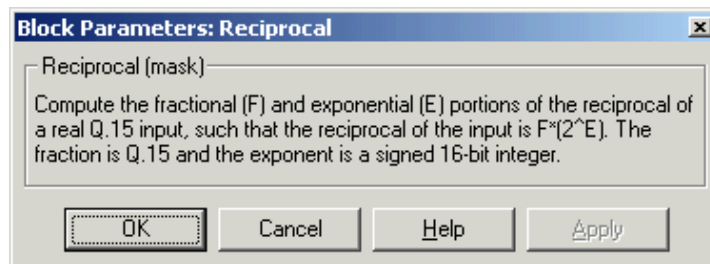 Block Parameters: Reciprocal
Reciprocal (mask)
Compute the fractional (F) and exponential (E) portions of the reciprocal of
a real Q.15 input, such that the reciprocal of the input is F*(2^E). The
fraction is Q.15 and the exponent is a signed 16-bit integer.
OK Cancel Help Apply